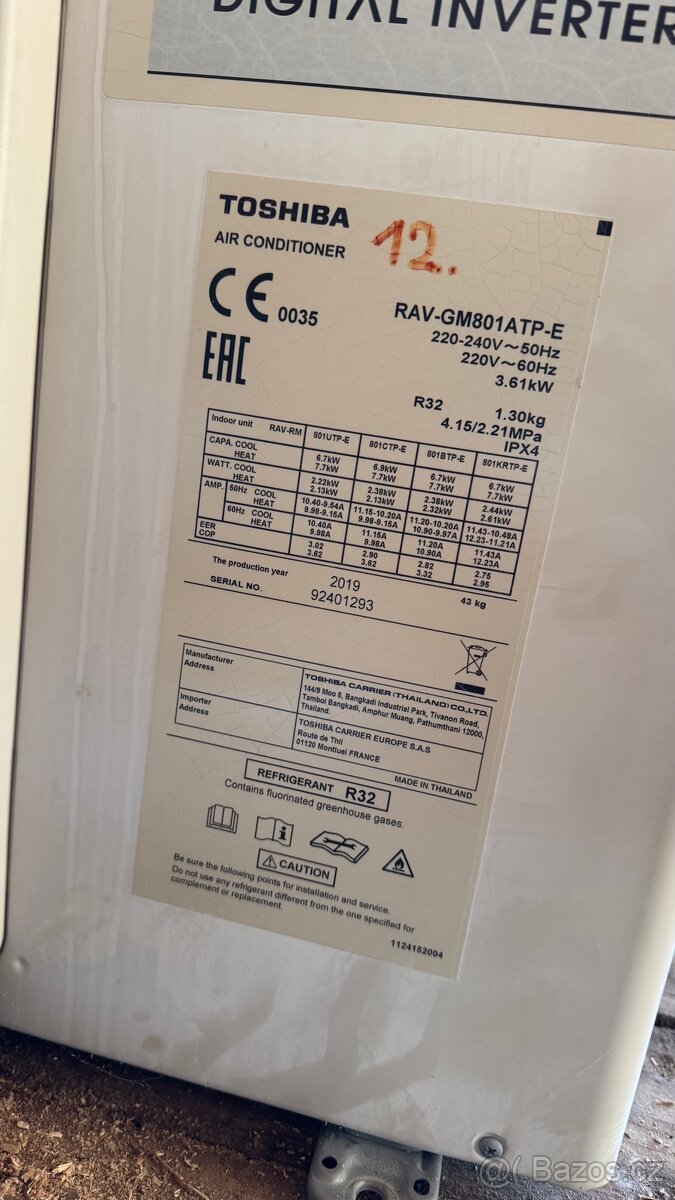 DIGITAL INVERTER
TOSHIBA
AIR CONDITIONER
12.
N
CE 0035
EAC
RAV-GM801ATP-E
220-240V～50Hz
220V～60Hz
3.61kW
R32 1.30kg
4.15/2.21MPa
IPX4
Indoor unit RAV-RM 801UTP-E 801CTP-E 801BTP-E 801KRTP-E
CAPA. COOL 6.7kW 6.9kW 6.7kW 6.7kW
HEAT 7.7kW 7.7kW 7.7kW 7.7kW
WATT. COOL 2.22kW 2.38kW 2.38kW 2.44kW
HEAT 2.13kW 2.13kW 2.32kW 2.61kW
AMP. 50Hz COOL 10.40-9.54A 11.15-10.20A 11.20-10.20A 11.43-10.48A
HEAT 9.98-9.15A 9.98-9.15A 10.90-9.97A 12.23-11.21A
60Hz COOL 10.40A 11.15A 11.20A 11.43A
HEAT 9.98A 9.98A 10.90A 12.23A
EER 3.02 2.90 2.82 2.75
COP 3.62 3.62 3.32 2.95
The production year 2019
SERIAL NO. 92401293
43 kg
Manufacturer
Address
TOSHIBA CARRIER (THAILAND) CO.,LTD.
144/9 Moo 5, Bangkadi Industrial Park, Tivanon Road,
Tambol Bangkadi, Amphur Muang, Pathumthani 12000,
Thailand.
Importer
Address
TOSHIBA CARRIER EUROPE S.A.S
Route de Thil
01120 Montluel FRANCE
MADE IN THAILAND
REFRIGERANT R32
Contains fluorinated greenhouse gases.
CAUTION
Be sure the following points for installation and service.
Do not use any refrigerant different from the one specified for
complement or replacement.
1124152004
Bazos.cz